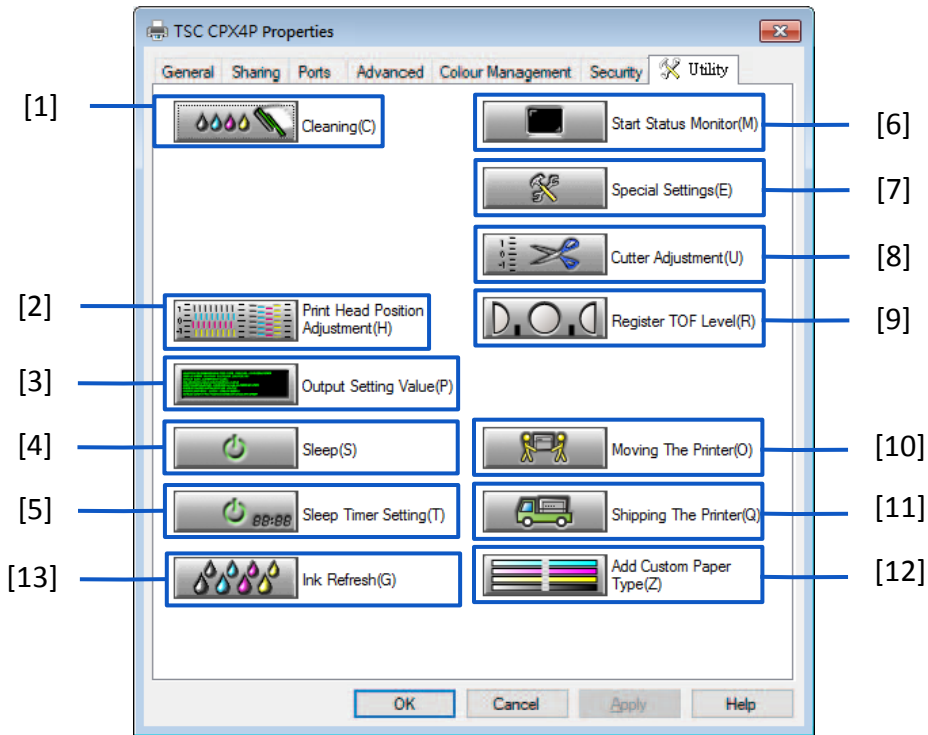 TSC CPX4P Properties
General Sharing Ports Advanced Colour Management Security Utility
[1]
Cleaning(C)
Start Status Monitor(M)
[6]
Special Settings(E)
[7]
Cutter Adjustment(U)
[8]
[2]
Print Head Position
Adjustment(H)
Register TOF Level(R)
[9]
[3]
Output Setting Value(P)
[4]
Sleep(S)
Moving The Printer(O)
[10]
[5]
88:88
Sleep Timer Setting(T)
Shipping The Printer(Q)
[11]
[13]
Ink Refresh(G)
Add Custom Paper
Type(Z)
[12]
OK Cancel Apply Help